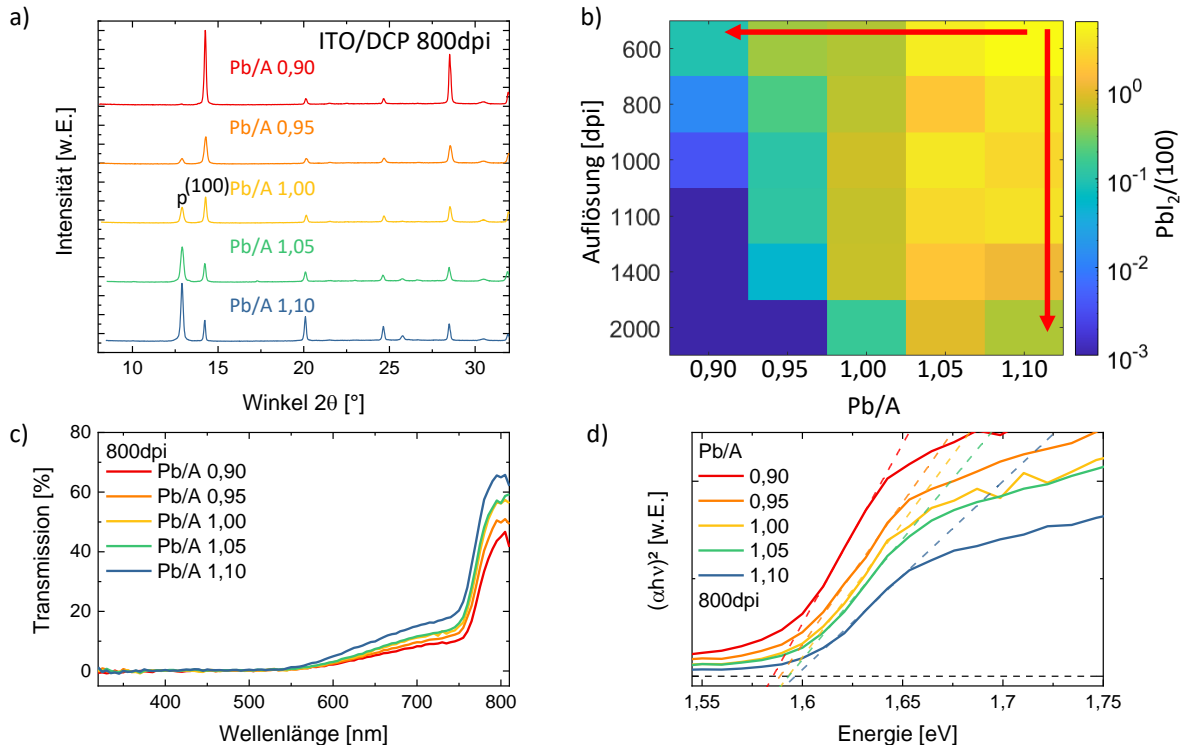 a)
ITO/DCP 800dpi
Pb/A 0,90
Pb/A 0,95
(100)
p
Pb/A 1,00
Pb/A 1,05
Pb/A 1,10
Intensität [w.E.]
10
15
20
25
30
Winkel 2θ [°]
b)
Auflösung [dpi]
600
800
1000
1100
1400
2000
0,90
0,95
1,00
1,05
1,10
Pb/A
10⁰
10⁻¹
10⁻²
10⁻³
PbI₂/(100)
c)
Transmission [%]
80
60
40
20
0
800dpi
Pb/A 0,90
Pb/A 0,95
Pb/A 1,00
Pb/A 1,05
Pb/A 1,10
400
500
600
700
800
Wellenlänge [nm]
d)
(αhν)² [w.E.]
Pb/A
0,90
0,95
1,00
1,05
1,10
800dpi
1,55
1,6
1,65
1,7
1,75
Energie [eV]